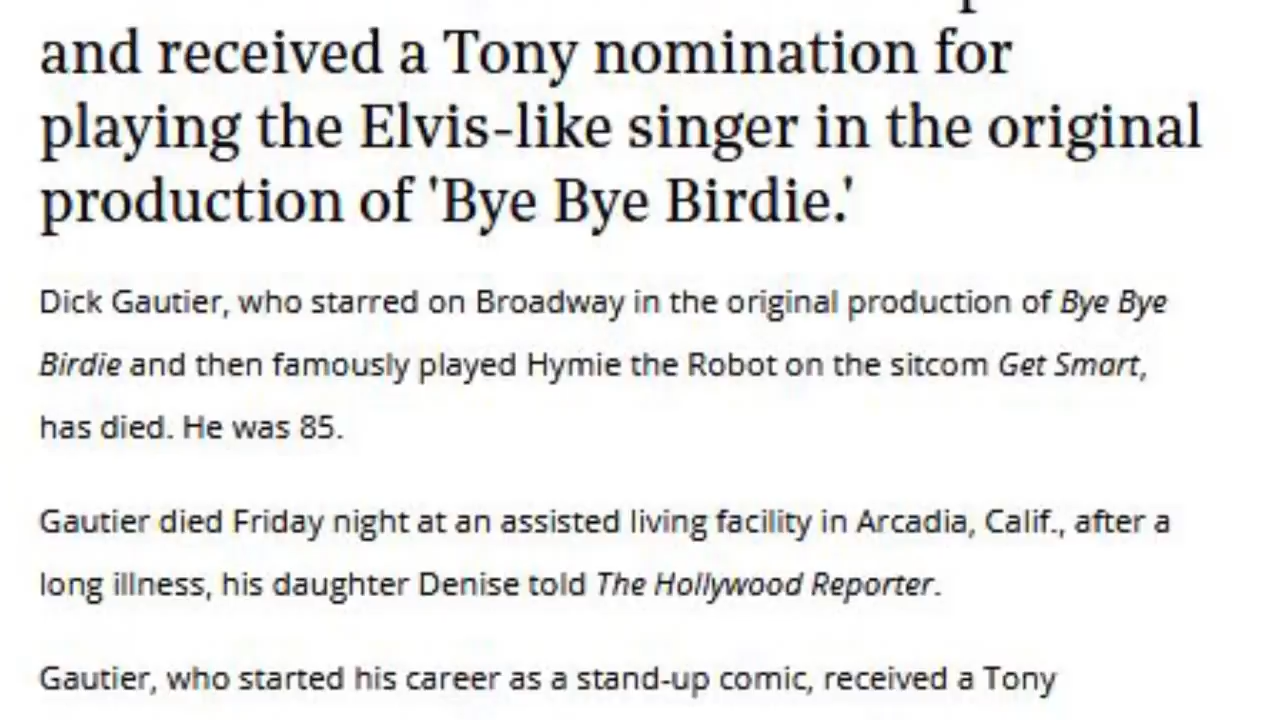 and received a Tony nomination for
playing the Elvis-like singer in the original
production of 'Bye Bye Birdie.'
Dick Gautier, who starred on Broadway in the original production of Bye Bye
Birdie and then famously played Hymie the Robot on the sitcom Get Smart,
has died. He was 85.
Gautier died Friday night at an assisted living facility in Arcadia, Calif., after a
long illness, his daughter Denise told The Hollywood Reporter.
Gautier, who started his career as a stand-up comic, received a Tony